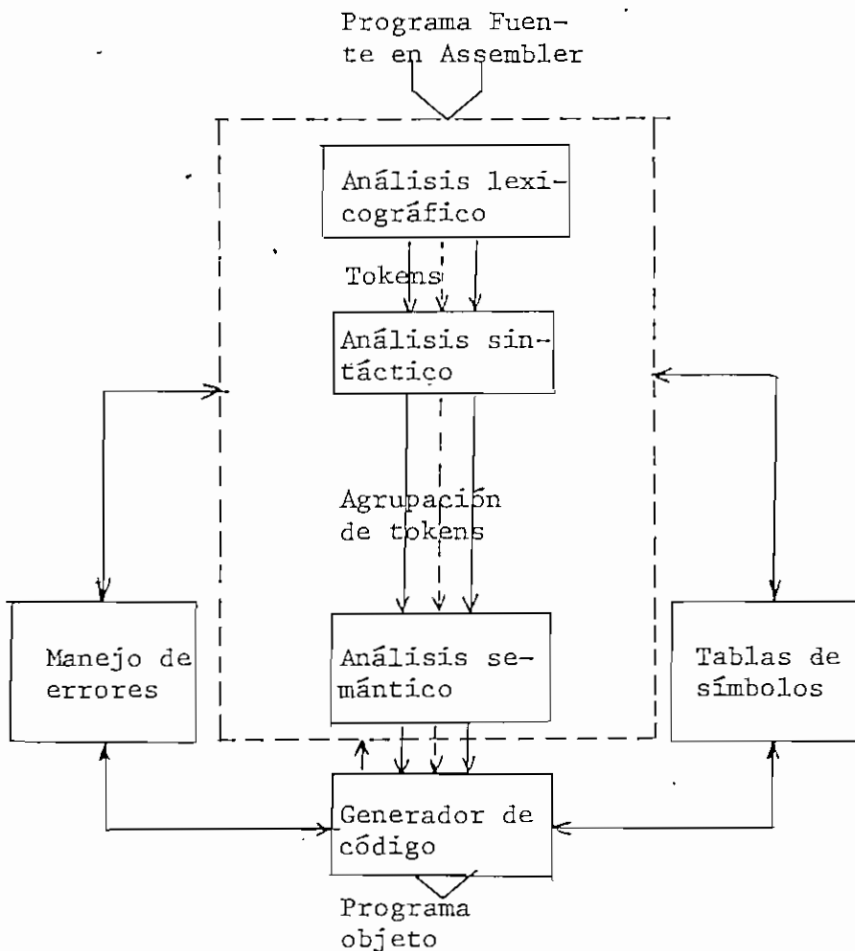 Programa Fuen-
te en Assembler
Análisis lexi-
cográfico
Tokens
Análisis sin-
táctico
Agrupación
de tokens
Manejo de
errores
Análisis se-
mántico
Tablas de
símbolos
Generador de
código
Programa
objeto